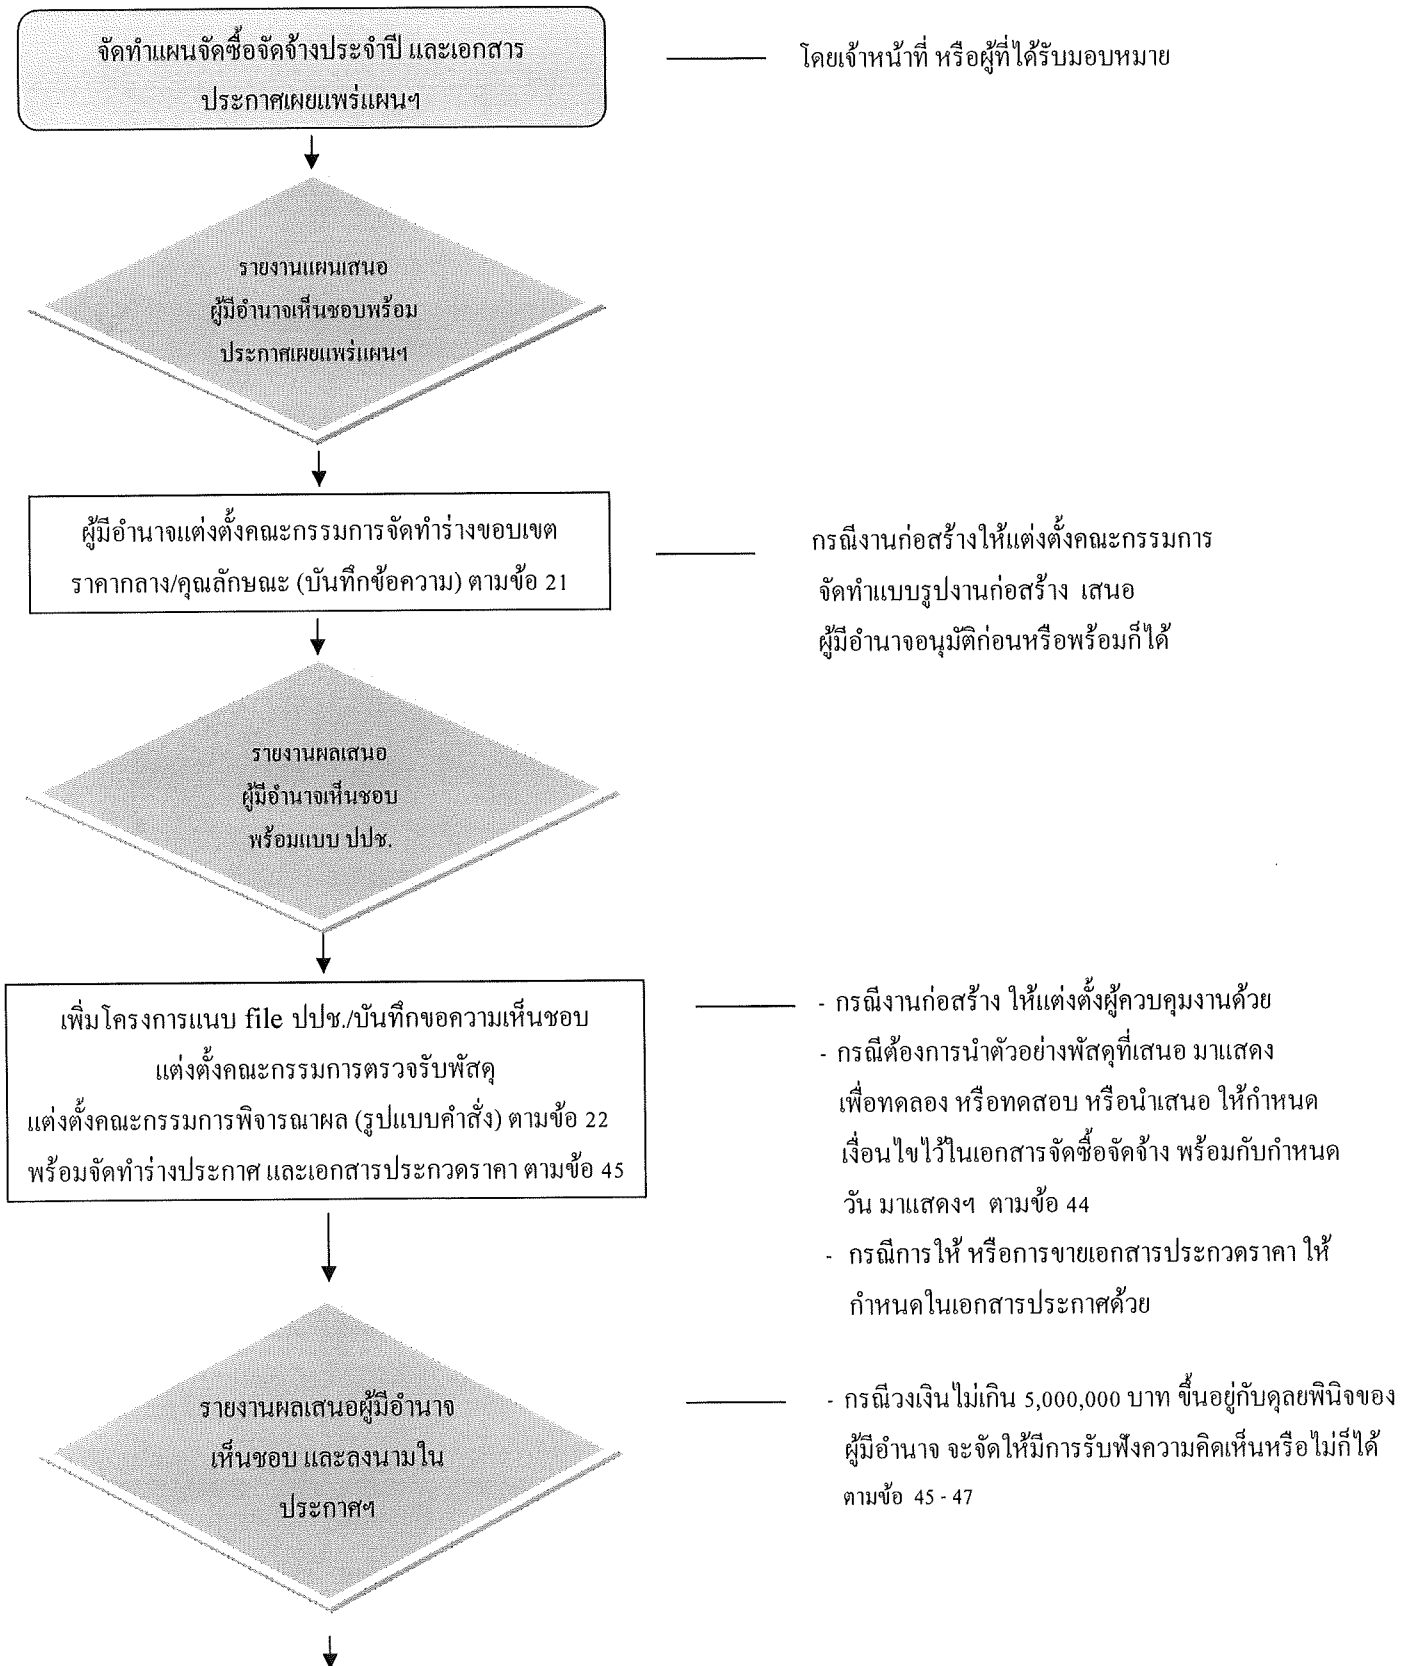 จัดทำแผนจัดซื้อจัดจ้างประจำปี และเอกสาร
ประกาศเผยแพร่แผนฯ
โดยเจ้าหน้าที่ หรือผู้ที่ได้รับมอบหมาย
รายงานแผนเสนอ
ผู้มีอำนาจเห็นชอบพร้อม
ประกาศเผยแพร่แผนฯ
ผู้มีอำนาจแต่งตั้งคณะกรรมการจัดทำร่างขอบเขต
ราคากลาง/คุณลักษณะ (บันทึกข้อความ) ตามข้อ 21
กรณีงานก่อสร้างให้แต่งตั้งคณะกรรมการ
จัดทำแบบรูปงานก่อสร้าง เสนอ
ผู้มีอำนาจอนุมัติก่อนหรือพร้อมก็ได้
รายงานผลเสนอ
ผู้มีอำนาจเห็นชอบ
พร้อมแบบ ปปช.
เพิ่มโครงการแนบ file ปปช./บันทึกขอความเห็นชอบ
แต่งตั้งคณะกรรมการตรวจรับพัสดุ
แต่งตั้งคณะกรรมการพิจารณาผล (รูปแบบคำสั่ง) ตามข้อ 22
พร้อมจัดทำร่างประกาศ และเอกสารประกวดราคา ตามข้อ 45
- กรณีงานก่อสร้าง ให้แต่งตั้งผู้ควบคุมงานด้วย
- กรณีต้องการนำตัวอย่างพัสดุที่เสนอ มาแสดง
เพื่อทดลอง หรือทดสอบ หรือนำเสนอ ให้กำหนด
เงื่อนไขไว้ในเอกสารจัดซื้อจัดจ้าง พร้อมกับกำหนด
วัน มาแสดงฯ ตามข้อ 44
- กรณีการให้ หรือการขายเอกสารประกวดราคา ให้
กำหนดในเอกสารประกาศด้วย
รายงานผลเสนอผู้มีอำนาจ
เห็นชอบ และลงนามใน
ประกาศฯ
- กรณีวงเงินไม่เกิน 5,000,000 บาท ขึ้นอยู่กับดุลยพินิจของ
ผู้มีอำนาจ จะจัดให้มีการรับฟังความคิดเห็นหรือไม่ก็ได้
ตามข้อ 45 - 47